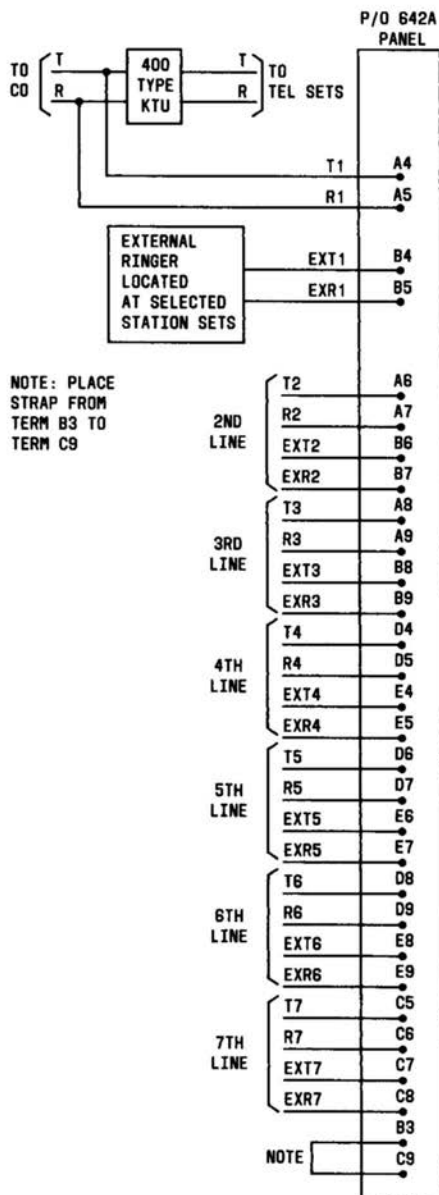 P/O 642A
PANEL
TO
CO
T
R
400
TYPE
KTU
T
R
TO
TEL SETS
T1 A4
R1 A5
EXTERNAL
RINGER
LOCATED
AT SELECTED
STATION SETS
EXT1 B4
EXR1 B5
NOTE: PLACE
STRAP FROM
TERM B3 TO
TERM C9
2ND
LINE
T2 A6
R2 A7
EXT2 B6
EXR2 B7
3RD
LINE
T3 A8
R3 A9
EXT3 B8
EXR3 B9
4TH
LINE
T4 D4
R4 D5
EXT4 E4
EXR4 E5
5TH
LINE
T5 D6
R5 D7
EXT5 E6
EXR5 E7
6TH
LINE
T6 D8
R6 D9
EXT6 E8
EXR6 E9
7TH
LINE
T7 C5
R7 C6
EXT7 C7
EXR7 C8
B3
NOTE C9